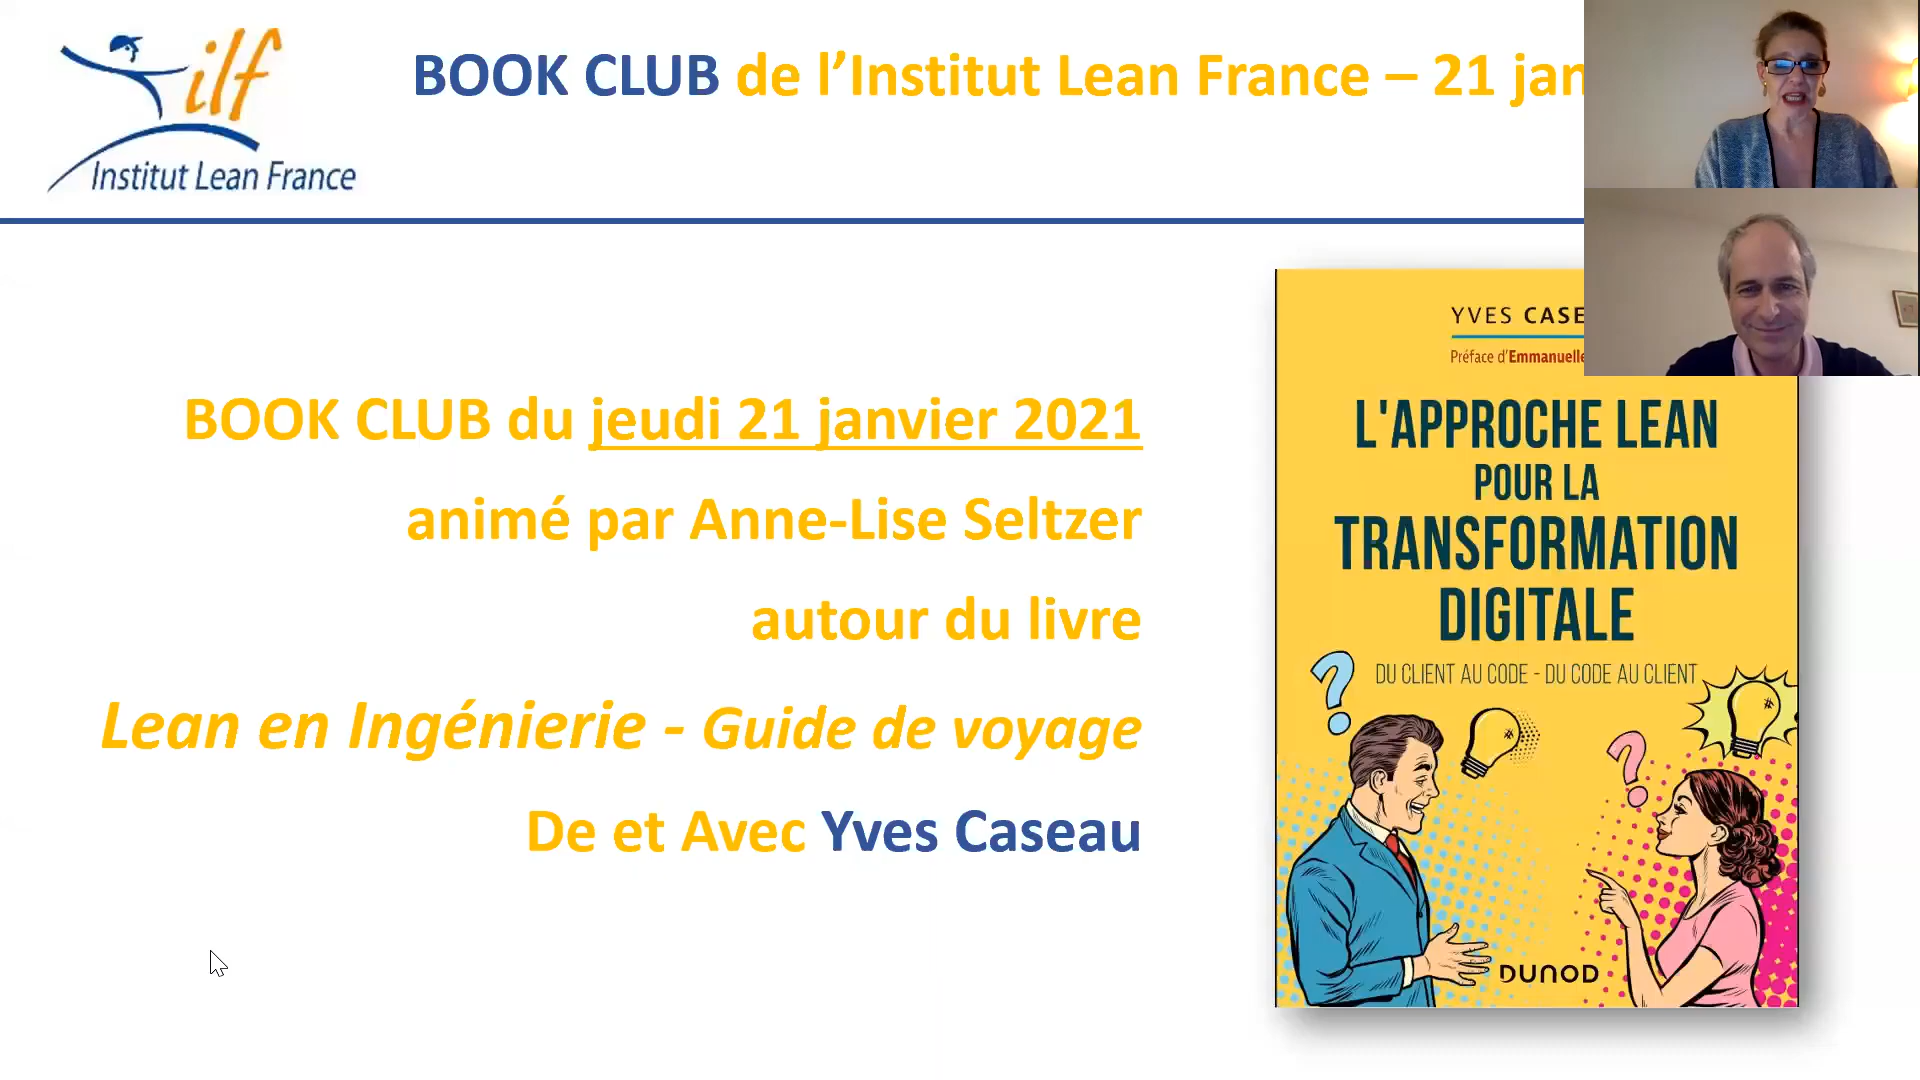 ilf
Institut Lean France
BOOK CLUB de l’Institut Lean France – 21 jan
BOOK CLUB du jeudi 21 janvier 2021
animé par Anne-Lise Seltzer
autour du livre
Lean en Ingénierie - Guide de voyage
De et Avec Yves Caseau
YVES CASE
Préface d'Emmanuelle
L'APPROCHE LEAN
POUR LA
TRANSFORMATION
DIGITALE
DU CLIENT AU CODE - DU CODE AU CLIENT
?
?
DUNOD